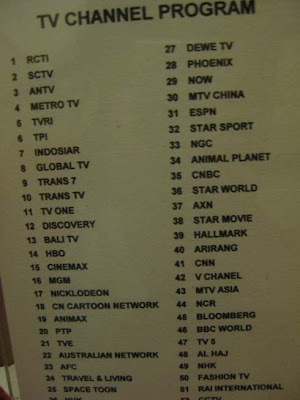 TV CHANNEL PROGRAM
1 RCTI
2 SCTV
3 ANTV
4 METRO TV
5 TVRI
6 TPI
7 INDOSIAR
8 GLOBAL TV
9 TRANS 7
10 TRANS TV
11 TV ONE
12 DISCOVERY
13 BALI TV
14 HBO
15 CINEMAX
16 MGM
17 NICKLODEON
18 CN CARTOON NETWORK
19 ANIMAX
20 PTP
21 TVE
22 AUSTRALIAN NETWORK
23 AFC
24 TRAVEL & LIVING
25 SPACE TOON
27 DEWE TV
28 PHOENIX
29 NOW
30 MTV CHINA
31 ESPN
32 STAR SPORT
33 NGC
34 ANIMAL PLANET
35 CNBC
36 STAR WORLD
37 AXN
38 STAR MOVIE
39 HALLMARK
40 ARIRANG
41 CNN
42 V CHANEL
43 MTV ASIA
44 NCR
45 BLOOMBERG
46 BBC WORLD
47 TV 5
48 AL HAJ
49 NHK
50 FASHION TV
51 RAI INTERNATIONAL